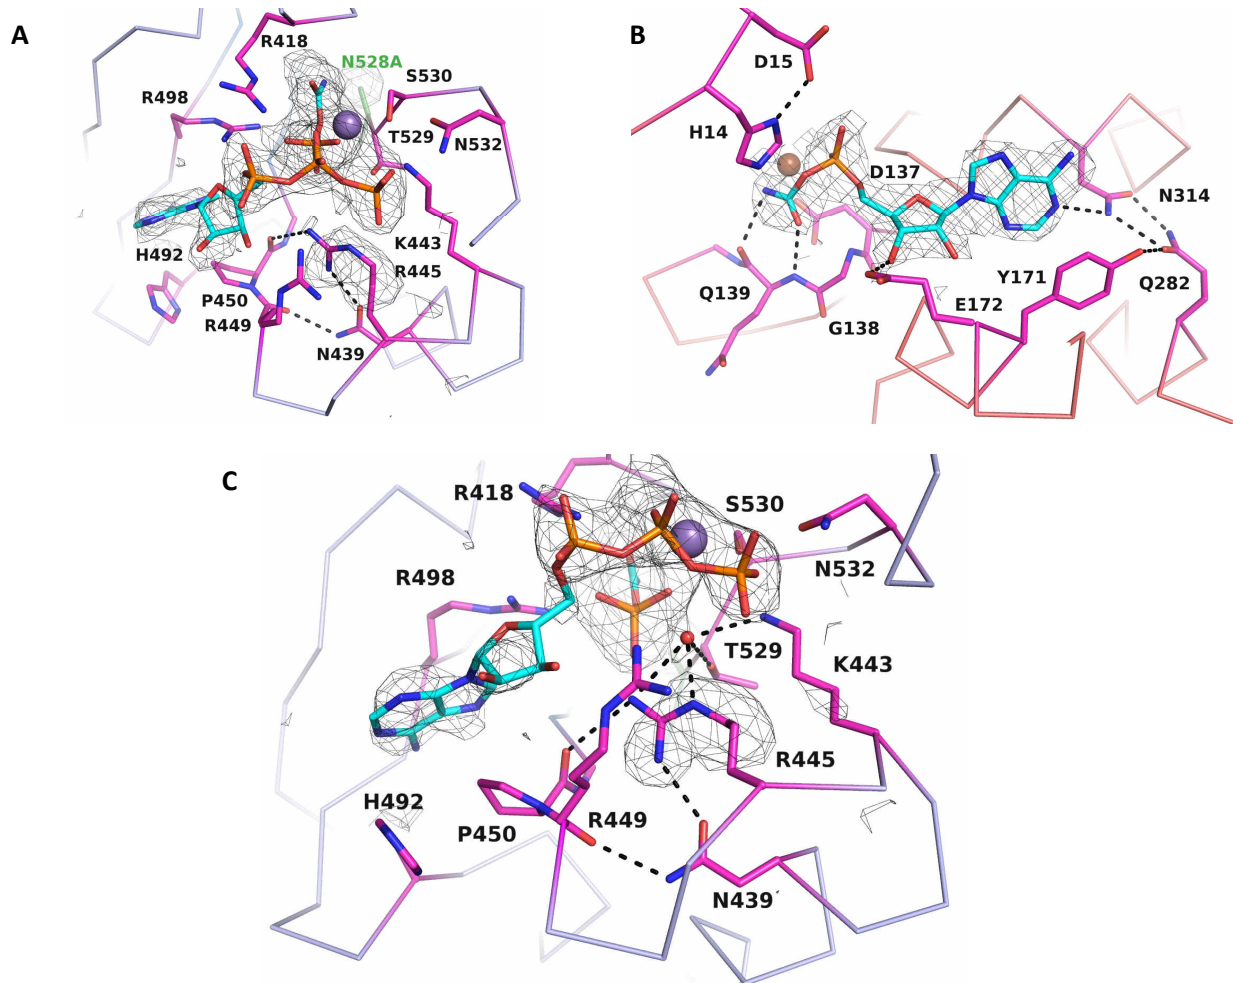 A
R418
N528A
S530
R498
T529
N532
H492
K443
P450
R445
R449
N439
B
D15
H14
D137
N314
Q139
Y171
G138
E172
Q282
C
R418
S530
R498
N532
T529
K443
R445
H492
P450
R449
N439